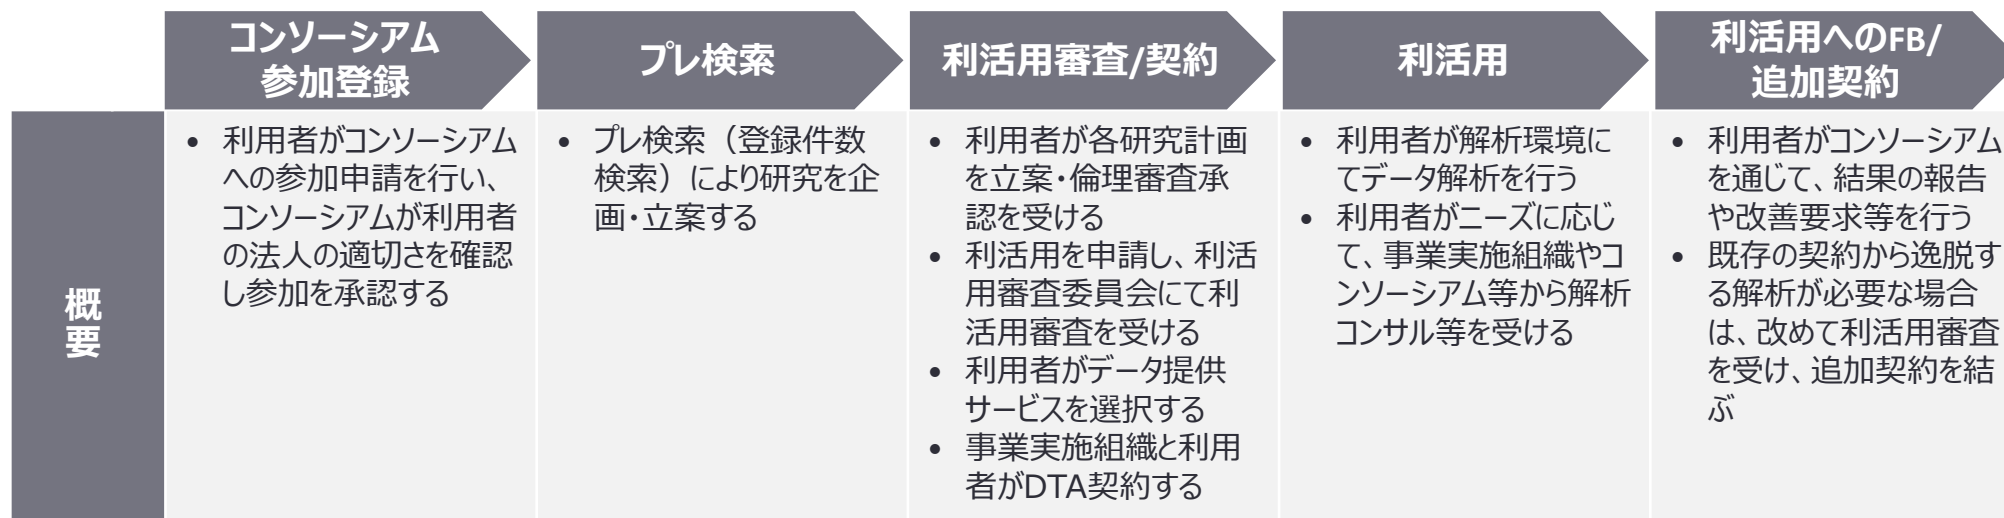 コンソーシアム
参加登録
プレ検索
利活用審査/契約
利活用
利活用へのFB/
追加契約
概
要
• 利用者がコンソーシアム
への参加申請を行い、
コンソーシアムが利用者
の法人の適切さを確認
し参加を承認する
• プレ検索（登録件数
検索）により研究を企
画・立案する
• 利用者が各研究計画
を立案・倫理審査承
認を受ける
• 利活用を申請し、利活
用審査委員会にて利
活用審査を受ける
• 利用者がデータ提供
サービスを選択する
• 事業実施組織と利用
者がDTA契約する
• 利用者が解析環境に
てデータ解析を行う
• 利用者がニーズに応じ
て、事業実施組織やコ
ンソーシアム等から解析
コンサル等を受ける
• 利用者がコンソーシアム
を通じて、結果の報告
や改善要求等を行う
• 既存の契約から逸脱す
る解析が必要な場合
は、改めて利活用審査
を受け、追加契約を結
ぶ